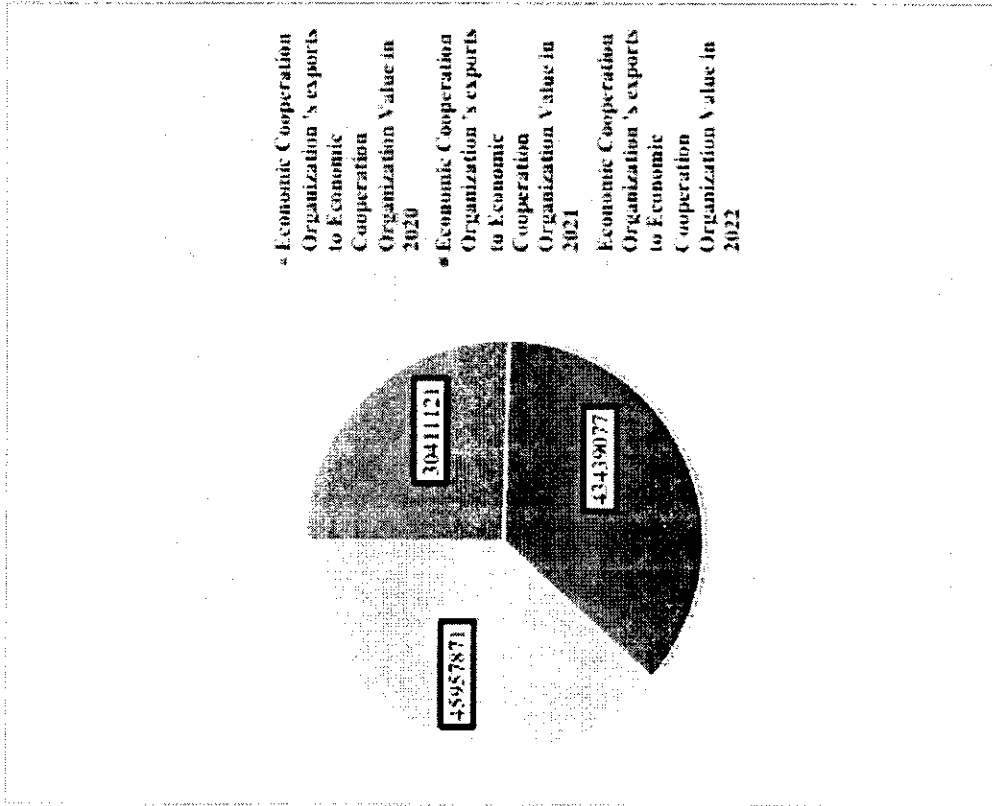 Economic Cooperation
Organization 's exports
to Economic
Cooperation
Organization Value in
2020
Economic Cooperation
Organization 's exports
to Economic
Cooperation
Organization Value in
2021
Economic Cooperation
Organization 's exports
to Economic
Cooperation
Organization Value in
2022
30411121
43439077
45957871